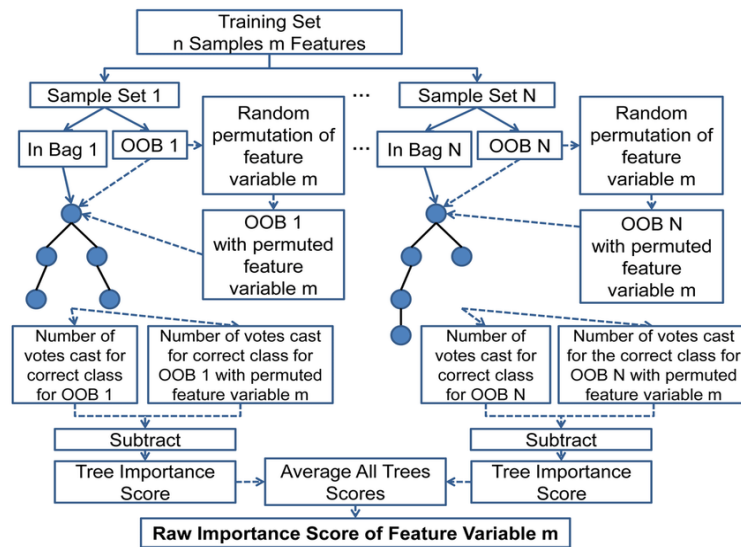 Training Set
n Samples m Features
Sample Set 1
...
Sample Set N
In Bag 1
OOB 1
Random
permutation of
feature
variable m
...
In Bag N
OOB N
Random
permutation of
feature
variable m
OOB 1
with permuted
feature
variable m
OOB N
with permuted
feature
variable m
Number of
votes cast for
correct class
for OOB 1
Number of votes cast
for correct class for
OOB 1 with permuted
feature variable m
Number of
votes cast for
correct class
for OOB N
Number of votes cast
for the correct class for
OOB N with permuted
feature variable m
Subtract
Subtract
Tree Importance
Score
Average All Trees
Scores
Tree Importance
Score
Raw Importance Score of Feature Variable m